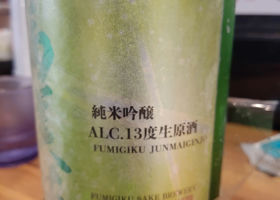 純米吟醸
ALC.13度生原酒
FUMIGIKU JUNMAIGINJO
FUMIGIKU SAKE BREWERY